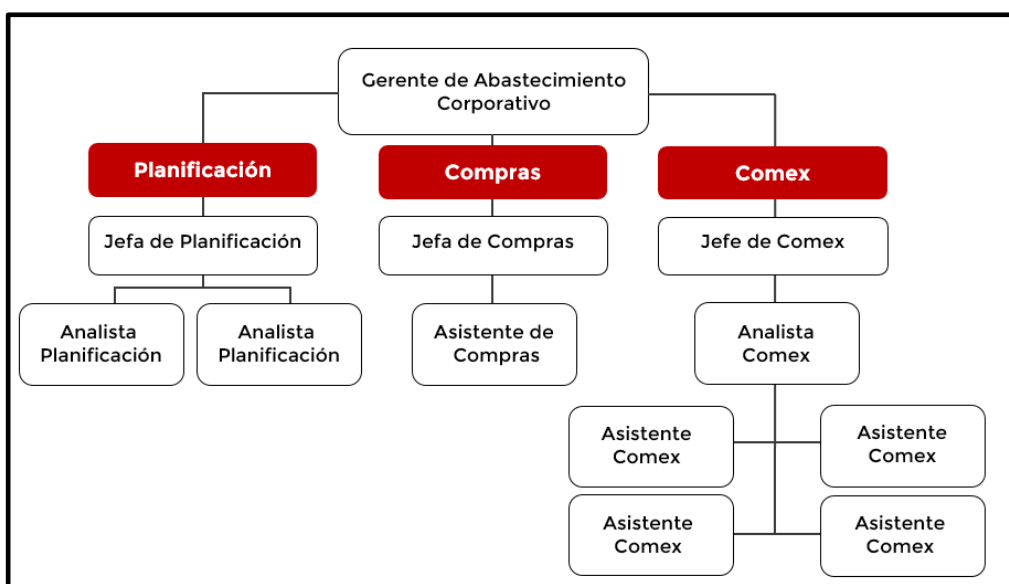 Gerente de Abastecimiento
Corporativo
Planificación
Compras
Comex
Jefa de Planificación
Jefa de Compras
Jefe de Comex
Analista
Planificación
Analista
Planificación
Asistente de
Compras
Analista
Comex
Asistente
Comex
Asistente
Comex
Asistente
Comex
Asistente
Comex